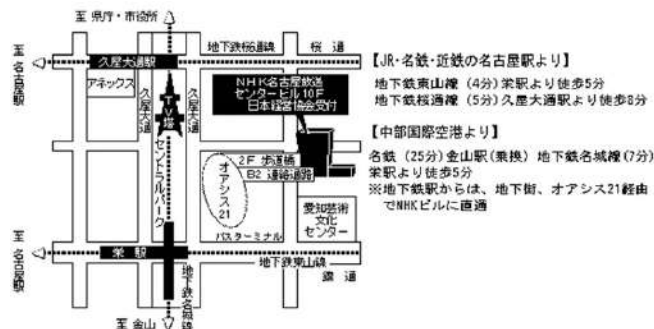 至 県庁・市役所
至 名古屋駅
久屋大通駅
地下鉄桜通線
桜通
アネックス
久屋大通
TV塔
久屋大通
NHK名古屋放送
センタービル10F
日本経営協会受付
セントラルパーク
オアシス21
2F 歩道橋
B2 連絡通路
愛知芸術
文化
センター
バスターミナル
至 名古屋駅
栄駅
地下鉄東山線
錦通
地下鉄名城線
至 金山
【JR・名鉄・近鉄の名古屋駅より】
地下鉄東山線 (4分) 栄駅より徒歩5分
地下鉄桜通線 (5分) 久屋大通駅より徒歩8分
【中部国際空港より】
名鉄 (25分) 金山駅(乗換) 地下鉄名城線(7分)
栄駅より徒歩5分
※地下鉄駅からは、地下街、オアシス21経由
でNHKビルに直通